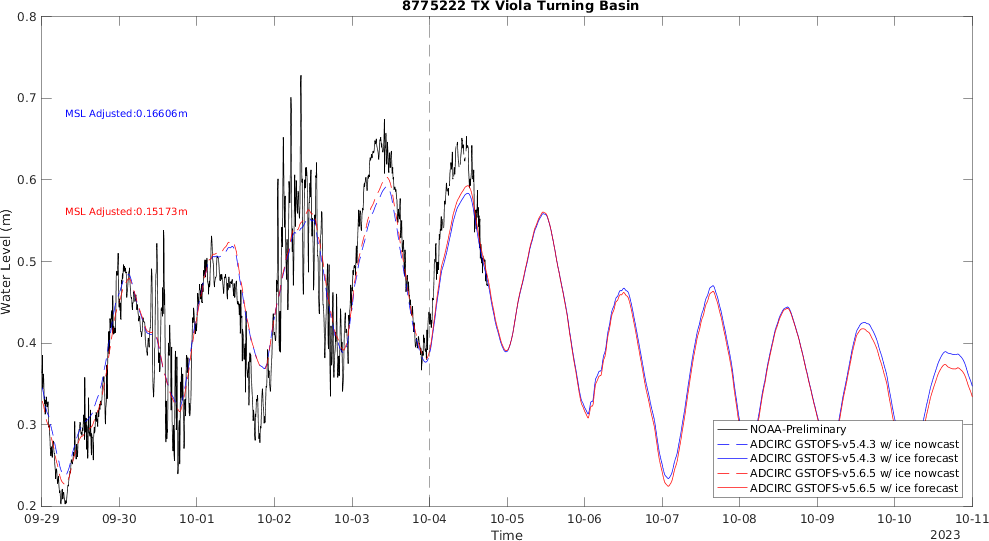 8775222 TX Viola Turning Basin
0.8
0.7
0.6
0.5
0.4
0.3
0.2
Water Level (m)
MSL Adjusted:0.16606m
MSL Adjusted:0.15173m
NOAA-Preliminary
ADCIRC GSTOFS-v5.4.3 w/ ice nowcast
ADCIRC GSTOFS-v5.4.3 w/ ice forecast
ADCIRC GSTOFS-v5.6.5 w/ ice nowcast
ADCIRC GSTOFS-v5.6.5 w/ ice forecast
09-29 09-30 10-01 10-02 10-03 10-04 10-05 10-06 10-07 10-08 10-09 10-10 10-11
Time
2023